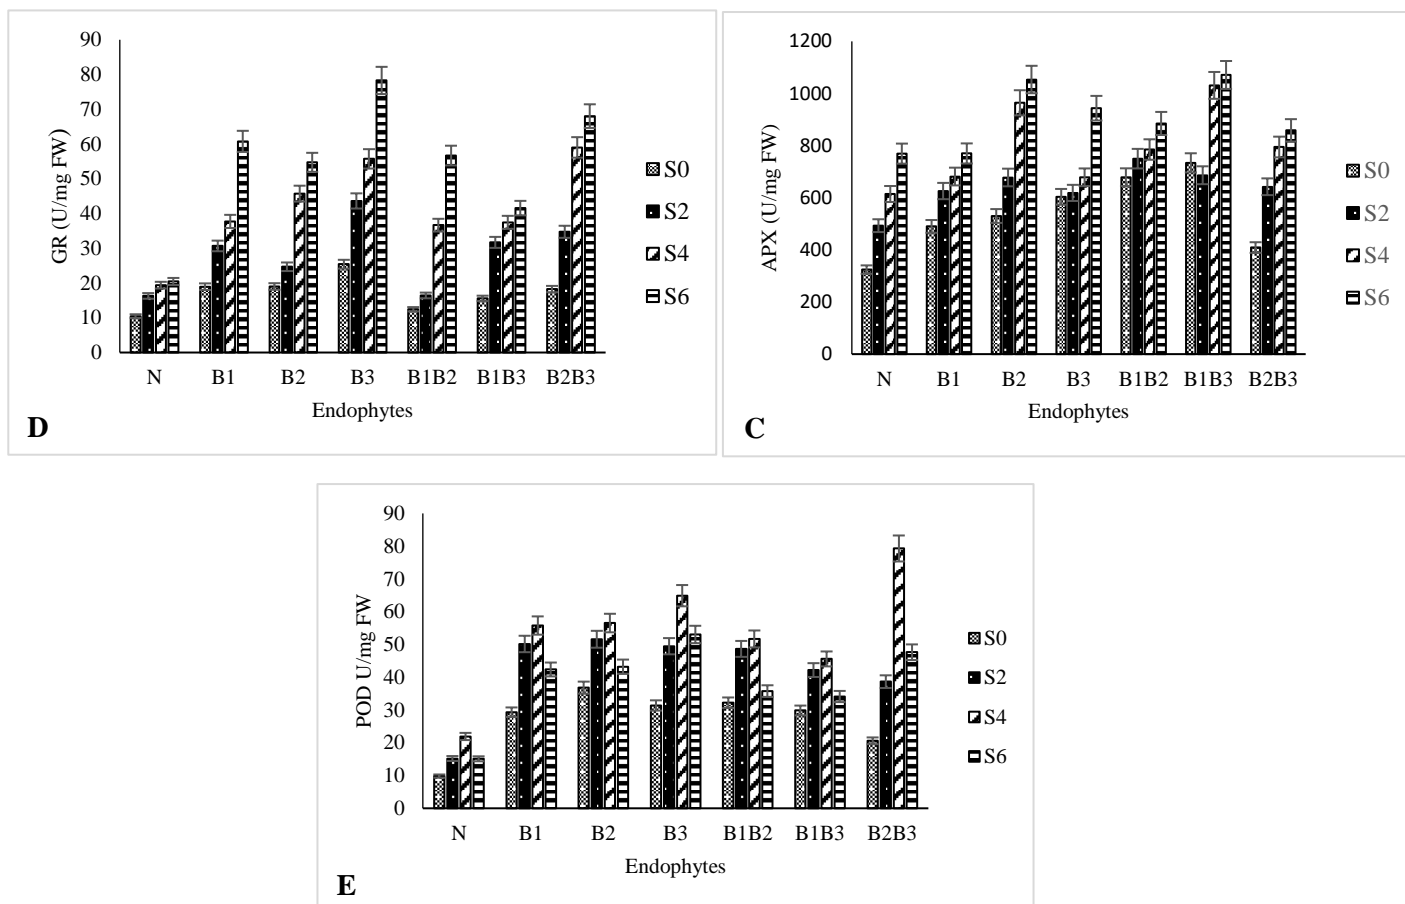 90
80
70
60
50
40
30
20
10
0
GR (U/mg FW)
N B1 B2 B3 B1B2 B1B3 B2B3
Endophytes
S0
S2
S4
S6
D
1200
1000
800
600
400
200
0
APX (U/mg FW)
N B1 B2 B3 B1B2 B1B3 B2B3
Endophytes
S0
S2
S4
S6
C
90
80
70
60
50
40
30
20
10
0
POD U/mg FW
N B1 B2 B3 B1B2 B1B3 B2B3
Endophytes
S0
S2
S4
S6
E